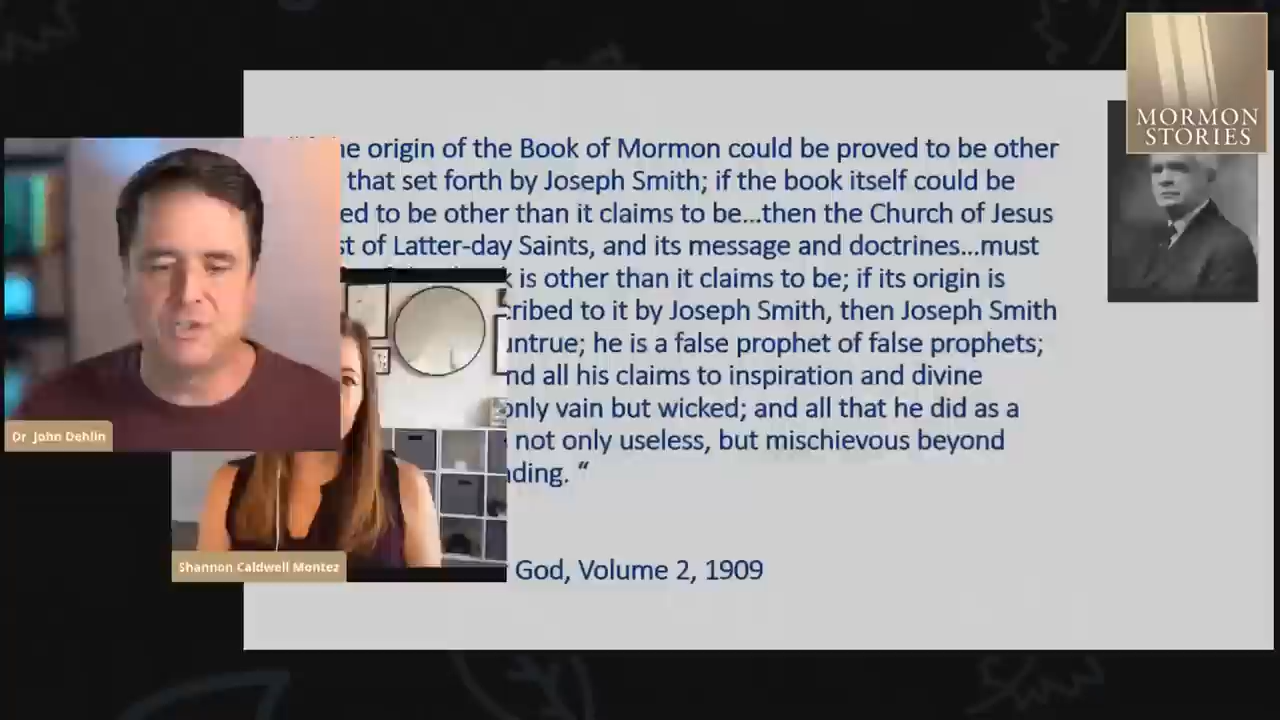 he origin of the Book of Mormon could be proved to be other
that set forth by Joseph Smith; if the book itself could be
ed to be other than it claims to be...then the Church of Jesus
st of Latter-day Saints, and its message and doctrines...must
is other than it claims to be; if its origin is
cribed to it by Joseph Smith, then Joseph Smith
untrue; he is a false prophet of false prophets;
nd all his claims to inspiration and divine
only vain but wicked; and all that he did as a
not only useless, but mischievous beyond
ding. “
God, Volume 2, 1909
MORMON
STORIES
Dr John Dehlin
Shannon Caldwell Montez